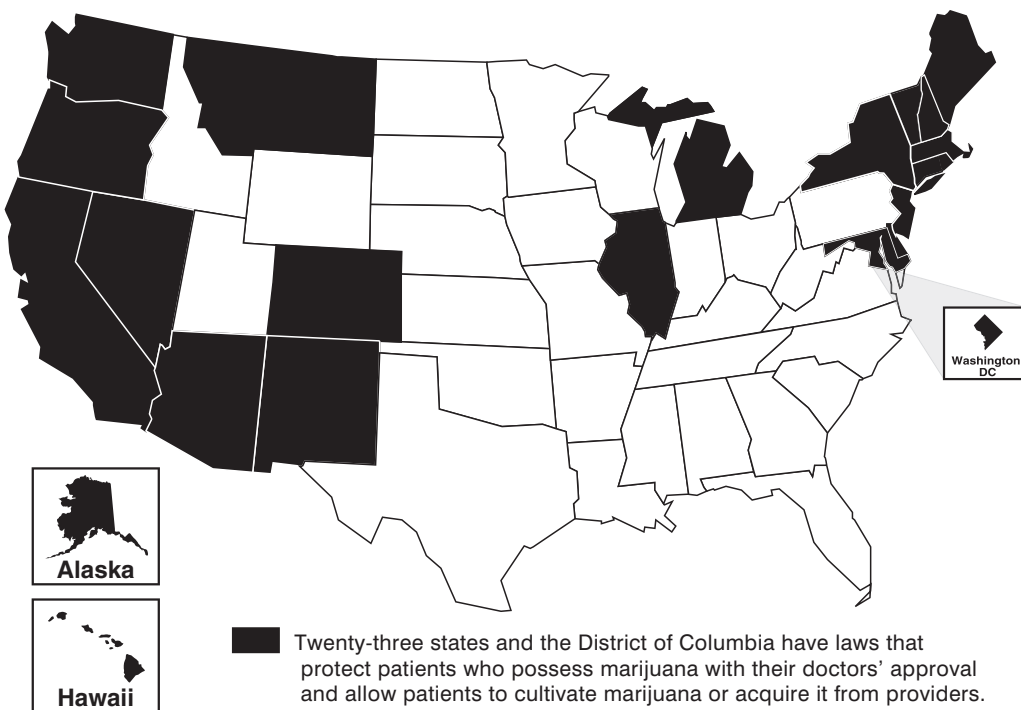 Washington
DC
Alaska
Hawaii
Twenty-three states and the District of Columbia have laws that
protect patients who possess marijuana with their doctors’ approval
and allow patients to cultivate marijuana or acquire it from providers.